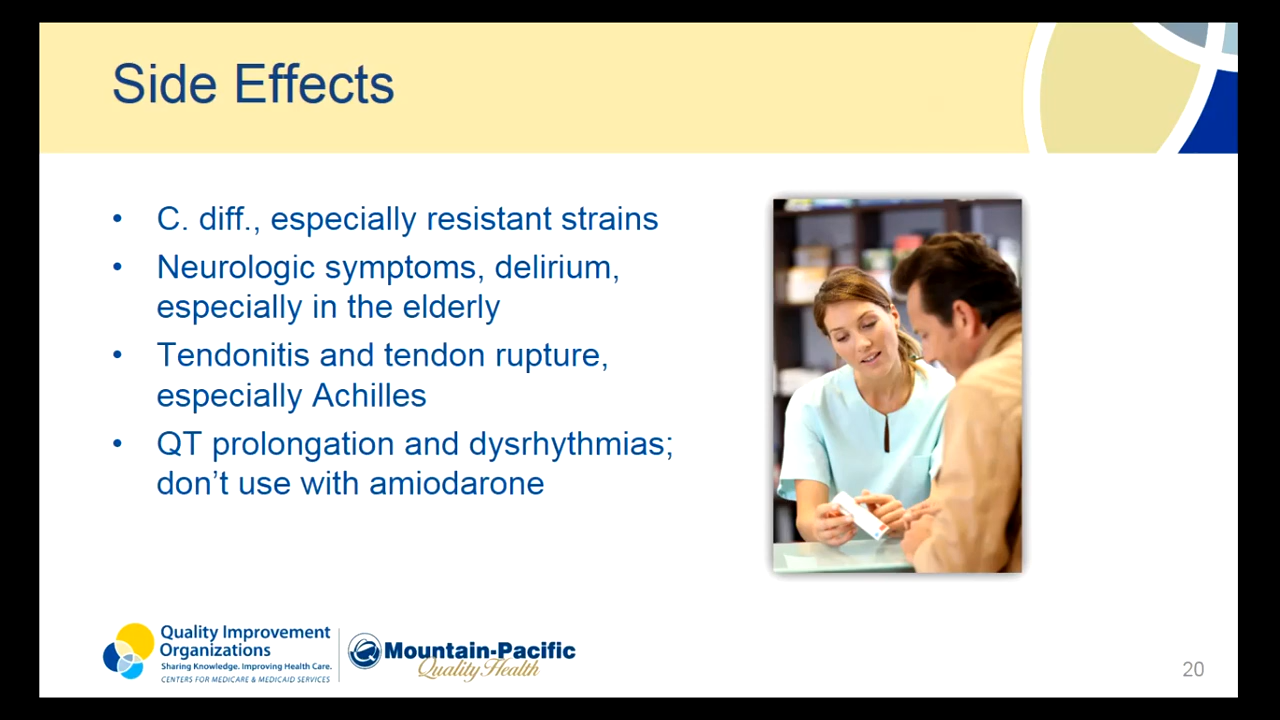 Side Effects
• C. diff., especially resistant strains
• Neurologic symptoms, delirium,
especially in the elderly
• Tendonitis and tendon rupture,
especially Achilles
• QT prolongation and dysrhythmias;
don't use with amiodarone
Quality Improvement
Organizations
Sharing Knowledge. Improving Health Care.
CENTERS FOR MEDICARE & MEDICAID SERVICES
Mountain-Pacific
Quality Health
20